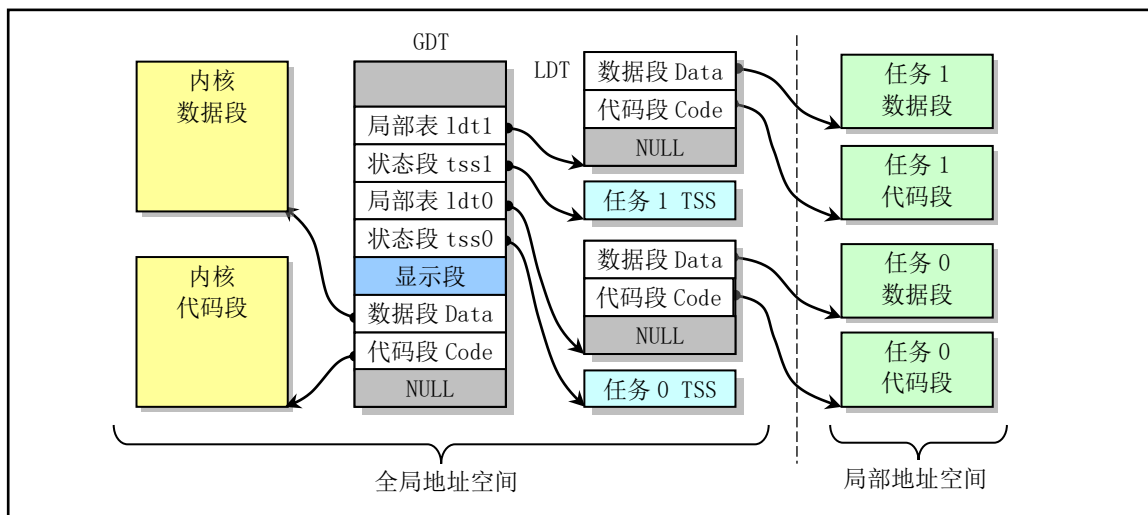 GDT
内核
数据段
内核
代码段
局部表 ldt1
状态段 tss1
局部表 ldt0
状态段 tss0
显示段
数据段 Data
代码段 Code
NULL
LDT
数据段 Data
代码段 Code
NULL
任务 1 TSS
数据段 Data
代码段 Code
NULL
任务 0 TSS
任务 1
数据段
任务 1
代码段
任务 0
数据段
任务 0
代码段
全局地址空间
局部地址空间